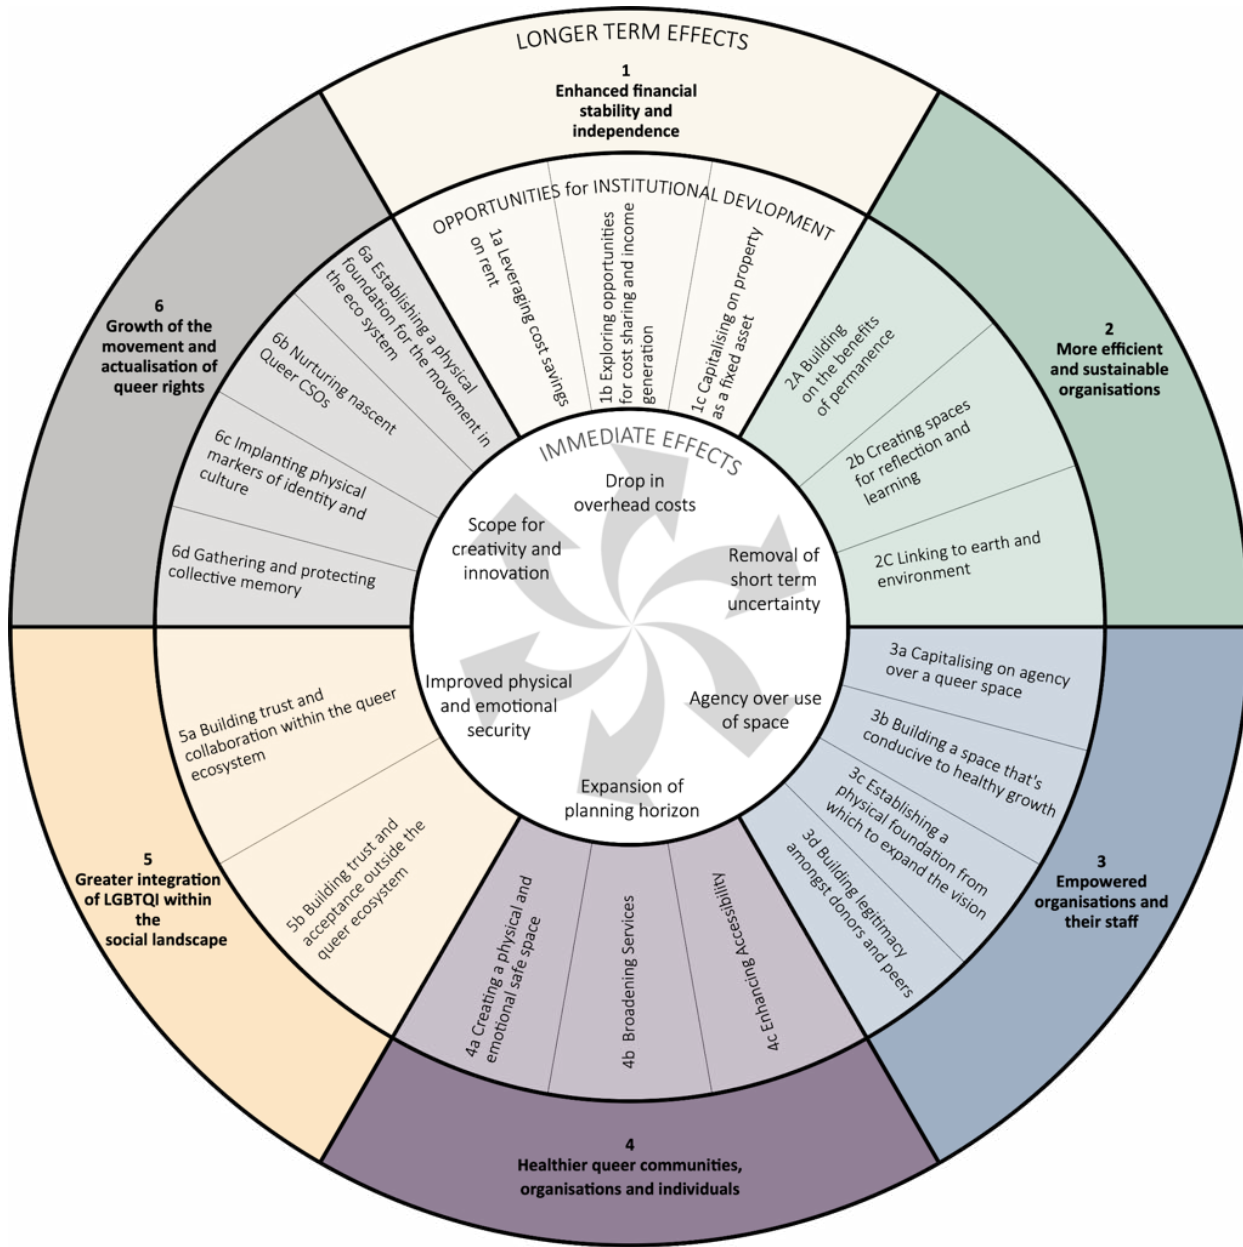 LONGER TERM EFFECTS
1
Enhanced financial
stability and
independence
OPPORTUNITIES for INSTITUTIONAL DEVLOPMENT
1a Leveraging cost savings
on rent
1b Exploring opportunities
for cost sharing and income
generation
1c Capitalising on property
as a fixed asset
2
More efficient
and sustainable
organisations
2A Building
on the benefits
of permanence
2b Creating spaces
for reflection and
learning
2C Linking to earth and
environment
3
Empowered
organisations and
their staff
3a Capitalising on agency
over a queer space
3b Building a space that's
conducive to healthy growth
3c Establishing a
physical foundation from
which to expand the vision
3d Building legitimacy
amongst donors and peers
4
Healthier queer communities,
organisations and individuals
4a Creating a physical and
emotional safe space
4b Broadening Services
4c Enhancing Accessibility
5
Greater integration
of LGBTQI within
the
social landscape
5a Building trust and
collaboration within the queer
ecosystem
5b Building trust and
acceptance outside the
queer ecosystem
6
Growth of the
movement and
actualisation of
queer rights
6a Establishing a physical
foundation for the movement in
the eco system
6b Nurturing nascent
Queer CSOs
6c Implanting physical
markers of identity and
culture
6d Gathering and protecting
collective memory
IMMEDIATE EFFECTS
Drop in
overhead costs
Removal of
short term
uncertainty
Agency over use
of space
Expansion of
planning horizon
Improved physical
and emotional
security
Scope for
creativity and
innovation